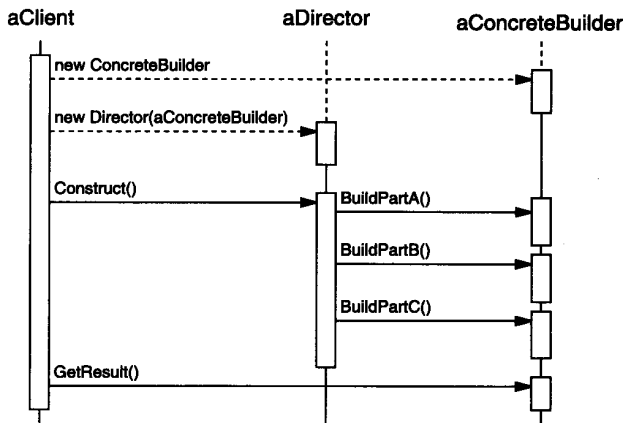 aClient
aDirector
aConcreteBuilder
new ConcreteBuilder
new Director(aConcreteBuilder)
Construct()
BuildPartA()
BuildPartB()
BuildPartC()
GetResult()